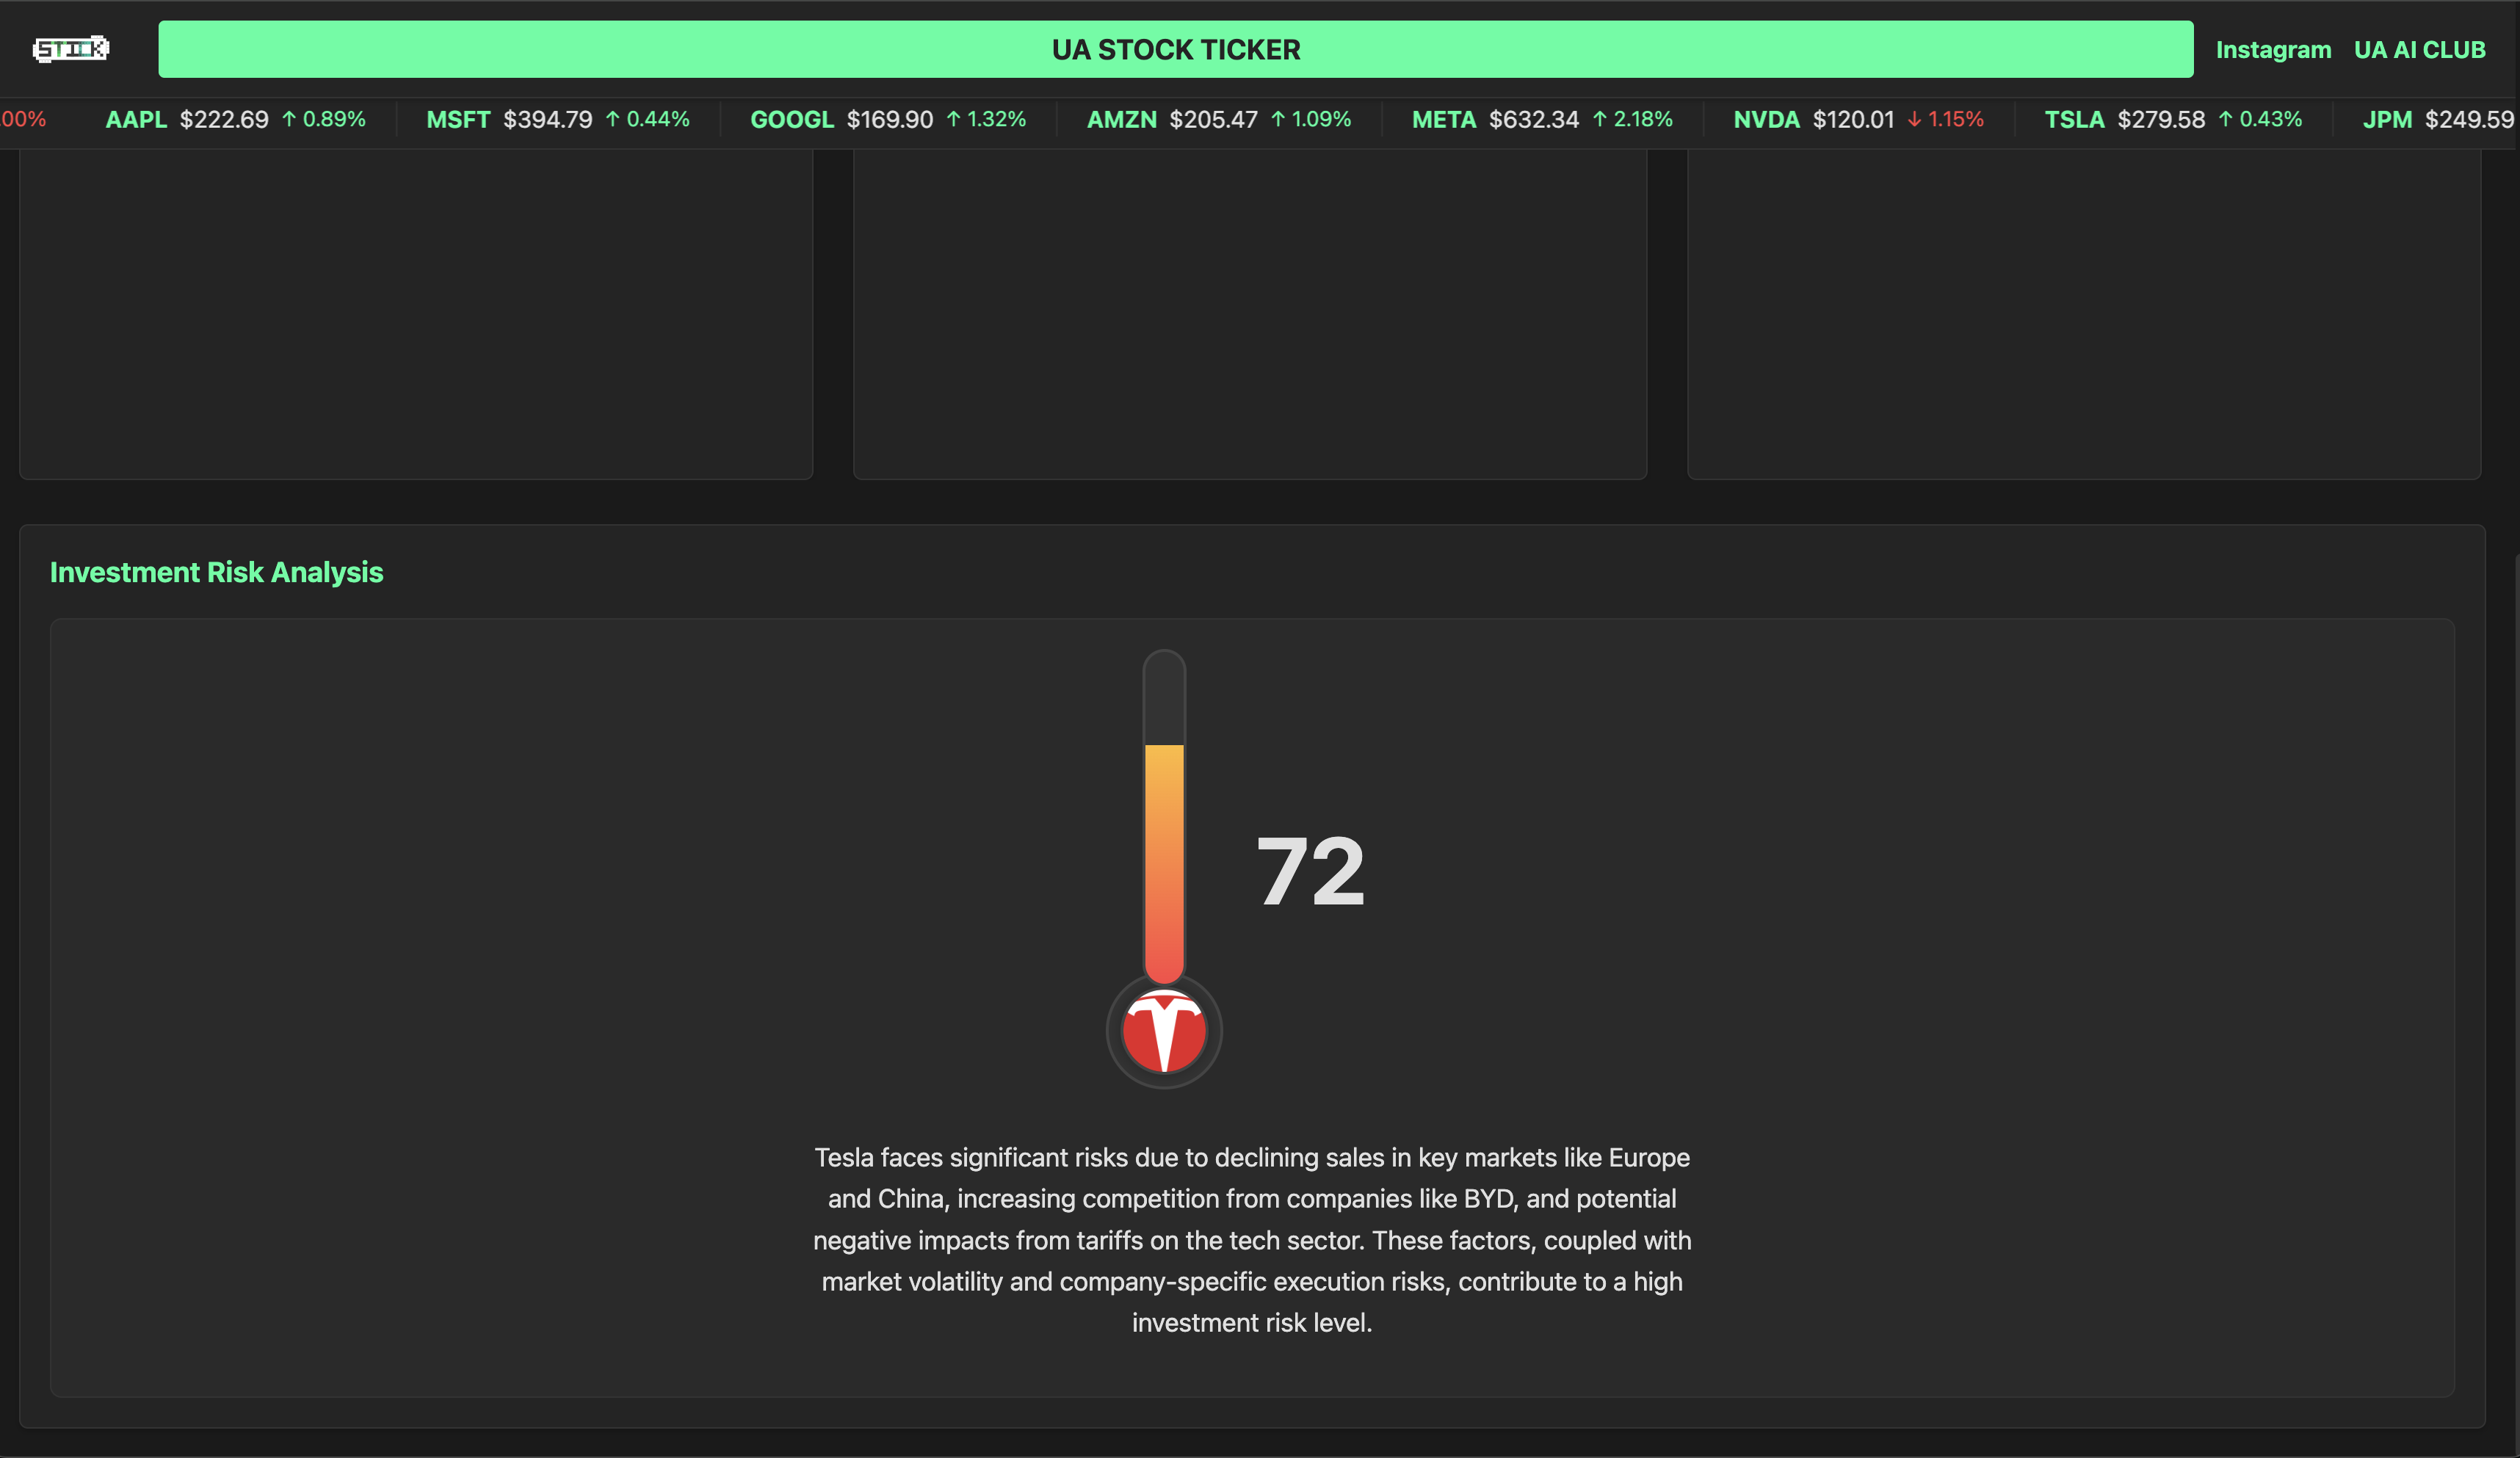 STICK
UA STOCK TICKER
Instagram UA AI CLUB
.00% AAPL $222.69 ↑ 0.89% MSFT $394.79 ↑ 0.44% GOOGL $169.90 ↑ 1.32% AMZN $205.47 ↑ 1.09% META $632.34 ↑ 2.18% NVDA $120.01 ↓ 1.15% TSLA $279.58 ↑ 0.43% JPM $249.59
Investment Risk Analysis
72
Tesla faces significant risks due to declining sales in key markets like Europe
and China, increasing competition from companies like BYD, and potential
negative impacts from tariffs on the tech sector. These factors, coupled with
market volatility and company-specific execution risks, contribute to a high
investment risk level.